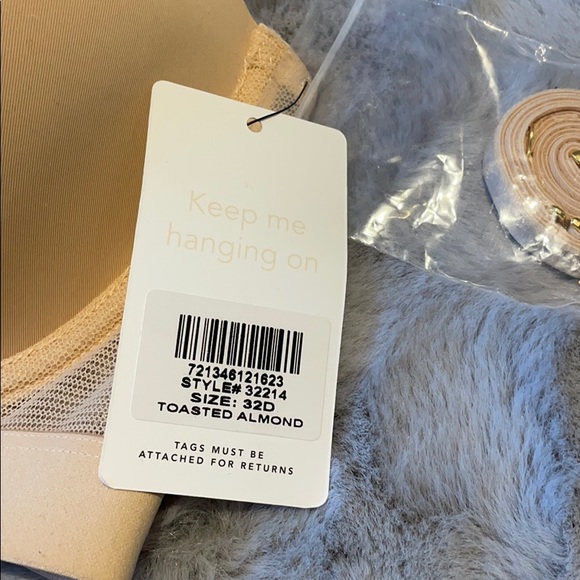 Keep me
hanging on
721346121623
STYLE# 32214
SIZE: 32D
TOASTED ALMOND
TAGS MUST BE
ATTACHED FOR RETURNS